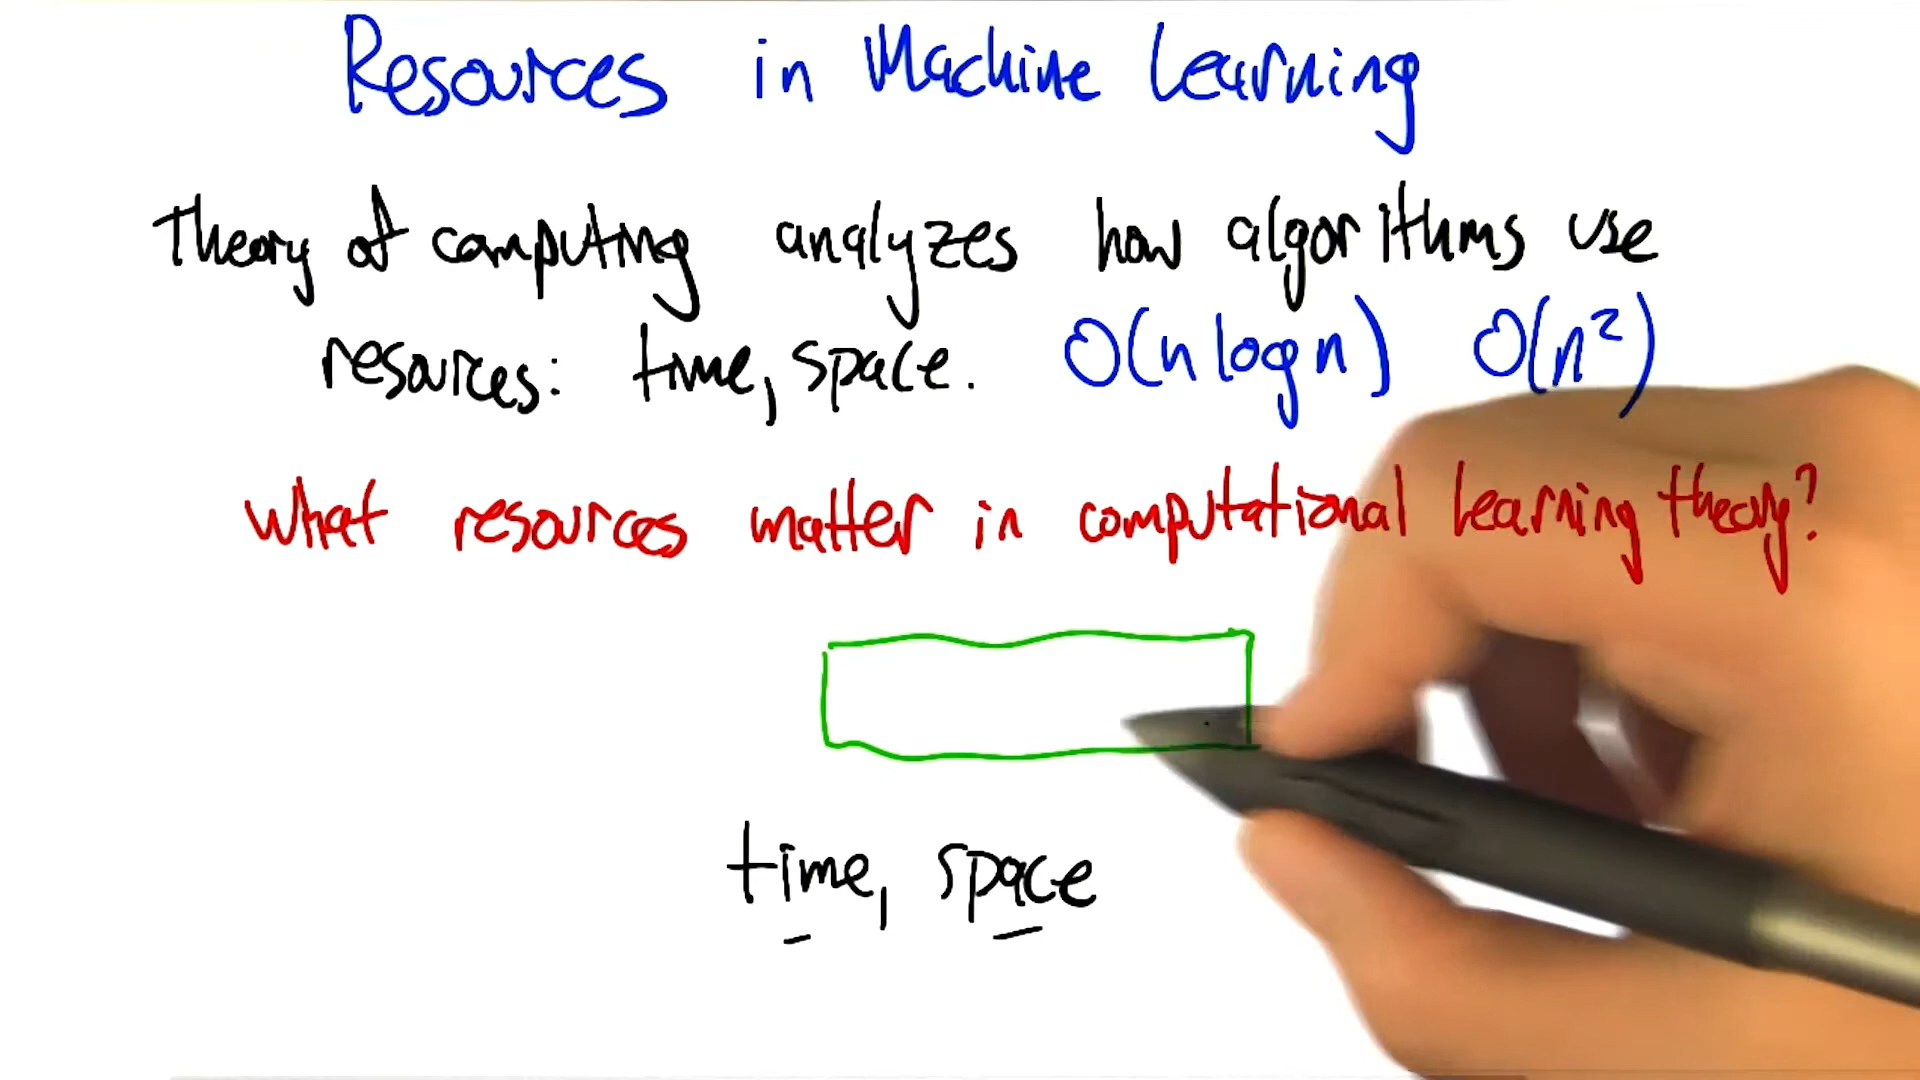 Resources in Machine Learning
Theory of computing analyzes how algorithms use
resources: time, space. O(n log n) O(n²)
What resources matter in computational learning theory?
time, space